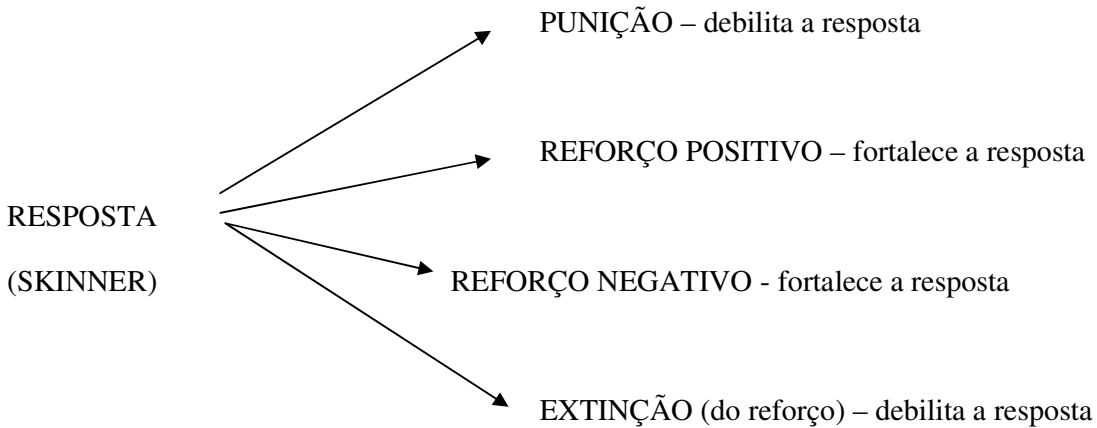 PUNIÇÃO – debilita a resposta
REFORÇO POSITIVO – fortalece a resposta
RESPOSTA
(SKINNER)
REFORÇO NEGATIVO - fortalece a resposta
EXTINÇÃO (do reforço) – debilita a resposta